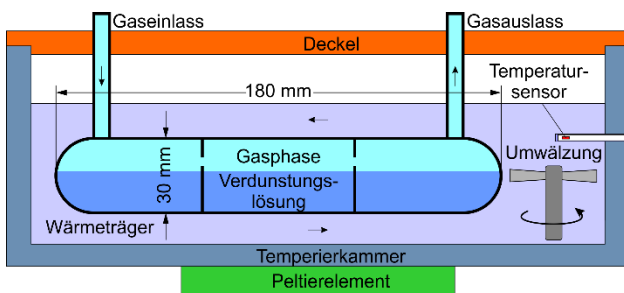 Gaseinlass
Gasauslass
Deckel
Temperatur-
sensor
180 mm
30 mm
Gasphase
Verdunstungs-
lösung
Umwälzung
Wärmeträger
Temperierkammer
Peltierelement